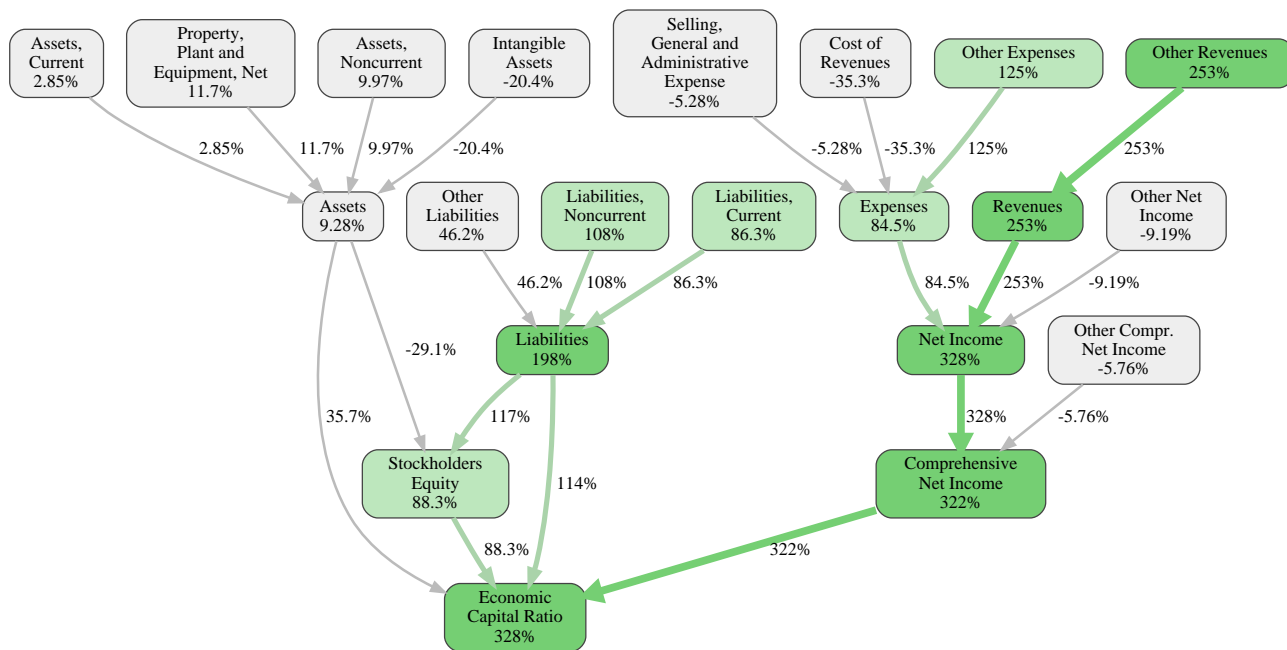 Assets,
Current
2.85%
Property,
Plant and
Equipment, Net
11.7%
Assets,
Noncurrent
9.97%
Intangible
Assets
-20.4%
Selling,
General and
Administrative
Expense
-5.28%
Cost of
Revenues
-35.3%
Other Expenses
125%
Other Revenues
253%
2.85%
11.7%
9.97%
-20.4%
-5.28%
-35.3%
125%
253%
Assets
9.28%
Other
Liabilities
46.2%
Liabilities,
Noncurrent
108%
Liabilities,
Current
86.3%
Expenses
84.5%
Revenues
253%
Other Net
Income
-9.19%
46.2%
108%
86.3%
84.5%
253%
-9.19%
Liabilities
198%
Net Income
328%
Other Compr.
Net Income
-5.76%
-29.1%
35.7%
117%
114%
328%
-5.76%
Stockholders
Equity
88.3%
Comprehensive
Net Income
322%
88.3%
322%
Economic
Capital Ratio
328%